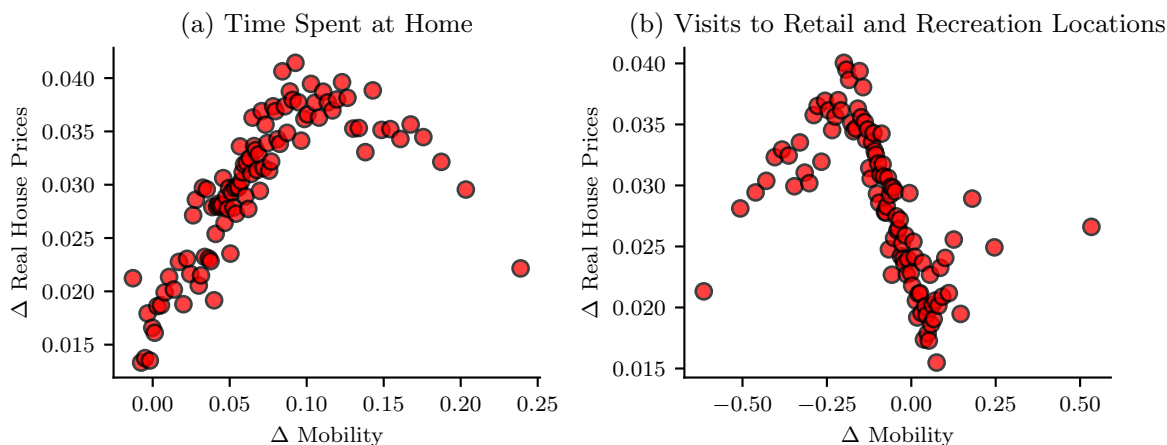 (a) Time Spent at Home
Δ Real House Prices
0.040
0.035
0.030
0.025
0.020
0.015
0.00 0.05 0.10 0.15 0.20 0.25
Δ Mobility
(b) Visits to Retail and Recreation Locations
Δ Real House Prices
0.040
0.035
0.030
0.025
0.020
0.015
−0.50 −0.25 0.00 0.25 0.50
Δ Mobility